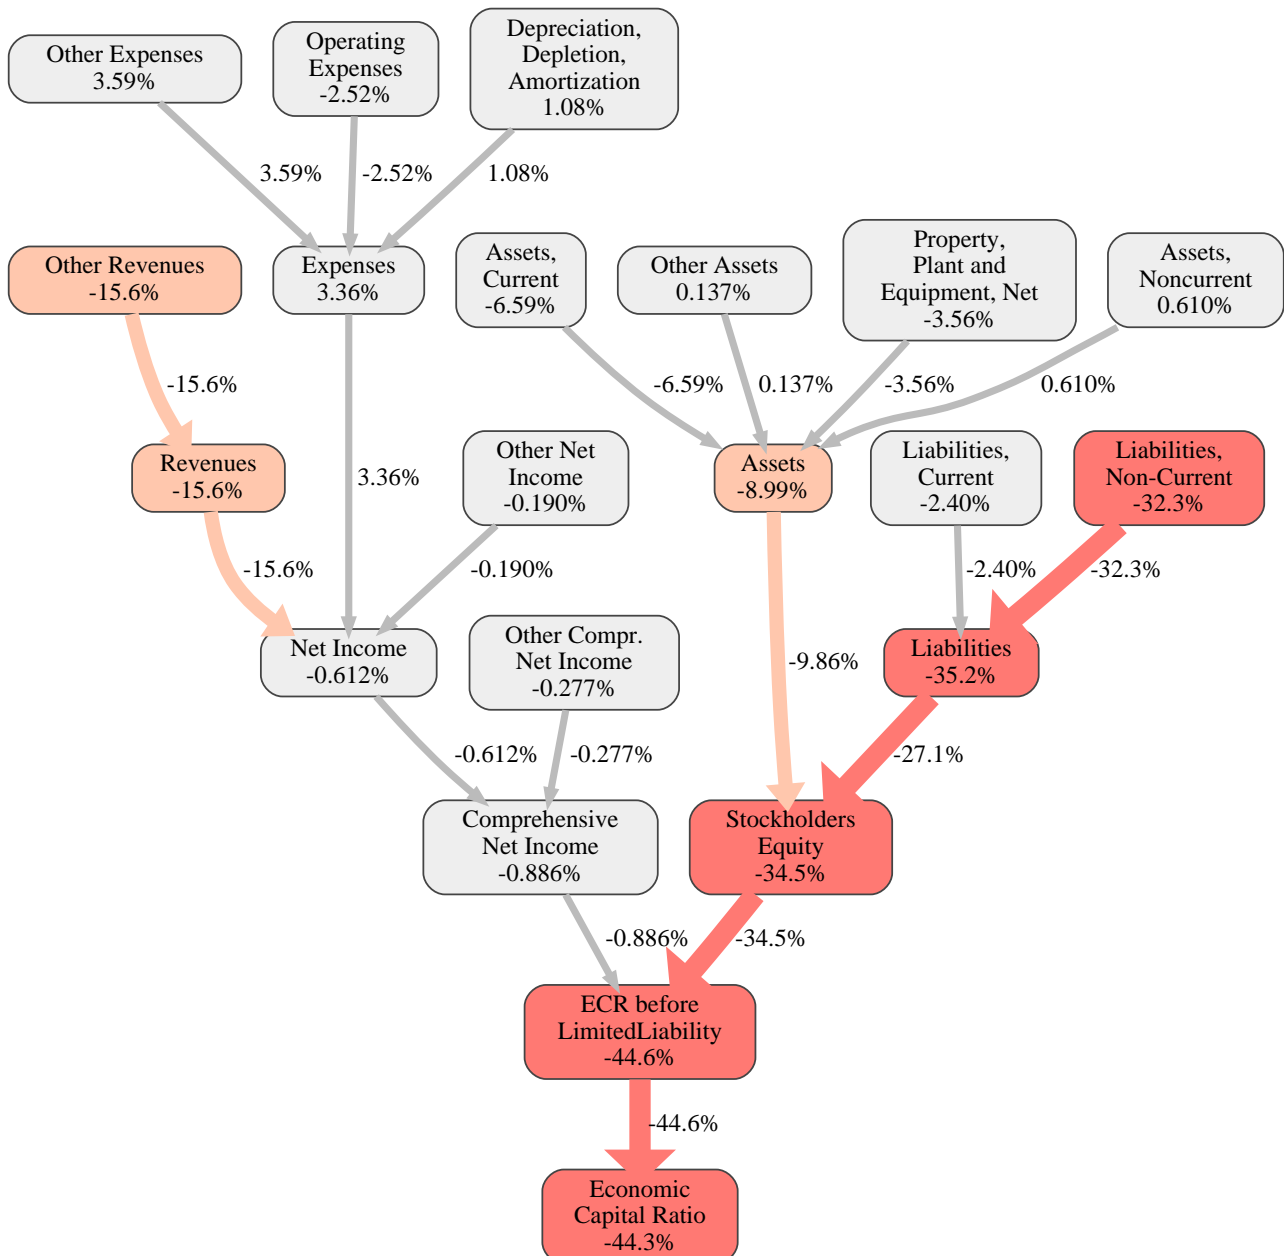 Other Expenses
3.59%
Operating
Expenses
-2.52%
Depreciation,
Depletion,
Amortization
1.08%
3.59%
-2.52%
1.08%
Other Revenues
-15.6%
Expenses
3.36%
Assets,
Current
-6.59%
Other Assets
0.137%
Property,
Plant and
Equipment, Net
-3.56%
Assets,
Noncurrent
0.610%
-15.6%
-6.59%
0.137%
-3.56%
0.610%
Revenues
-15.6%
3.36%
Other Net
Income
-0.190%
Assets
-8.99%
Liabilities,
Current
-2.40%
Liabilities,
Non-Current
-32.3%
-15.6%
-0.190%
-2.40%
-32.3%
Net Income
-0.612%
Other Compr.
Net Income
-0.277%
-9.86%
Liabilities
-35.2%
-0.612%
-0.277%
-27.1%
Comprehensive
Net Income
-0.886%
Stockholders
Equity
-34.5%
-0.886%
-34.5%
ECR before
LimitedLiability
-44.6%
-44.6%
Economic
Capital Ratio
-44.3%